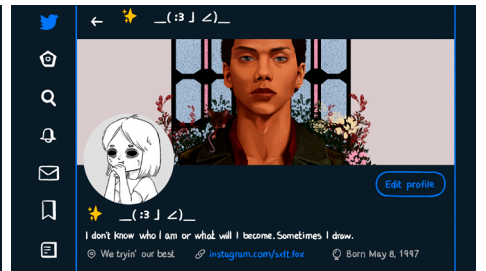 ✨ __( :3 」∠)__
Edit profile
✨ __( :3 」∠)__
I don't know who I am or what will I become. Sometimes I draw.
We tryin' our best instagram.com/sxlt.fox Born May 8, 1997